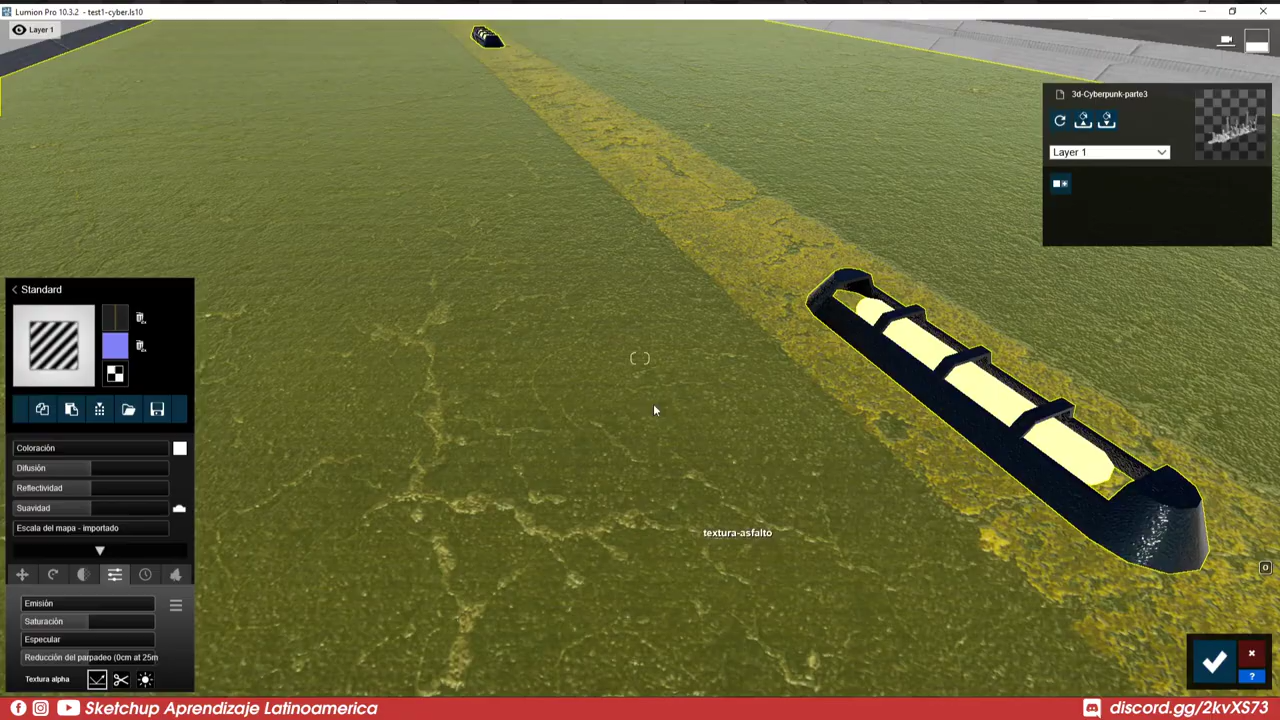 Lumion Pro 10.3.2 - test1-cyber.ls10
Layer 1
3d-Cyberpunk-parte3
Layer 1
Standard
Coloración
Difusión
Reflectividad
Suavidad
Escala del mapa - importado
textura-asfalto
Emisión
Saturación
Especular
Reducción del parpadeo (0cm at 25m
Textura alpha
?
Sketchup Aprendizaje Latinoamerica
discord.gg/2kvXS73